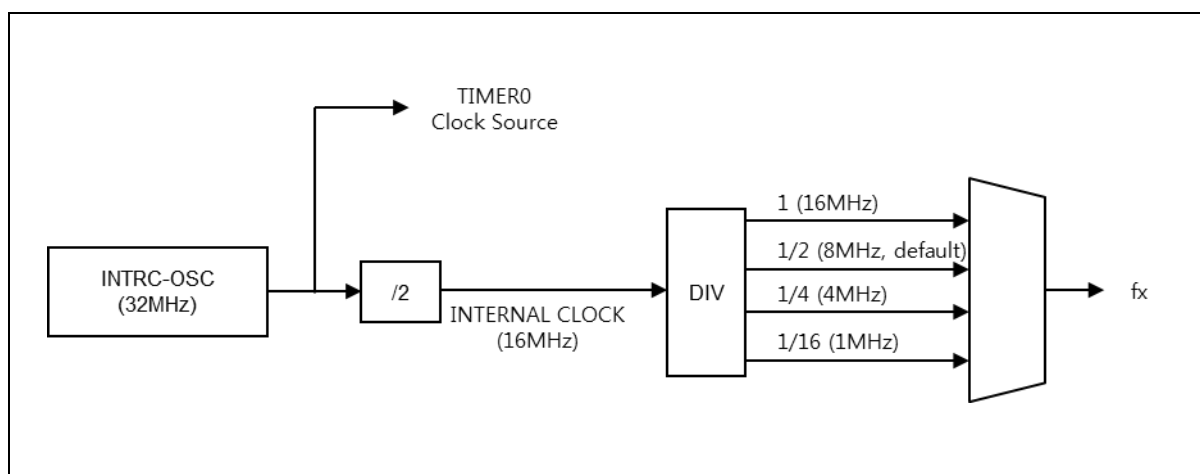 TIMER0
Clock Source
INTRC-OSC
(32MHz)
/2
INTERNAL CLOCK
(16MHz)
DIV
1 (16MHz)
1/2 (8MHz, default)
1/4 (4MHz)
1/16 (1MHz)
fx